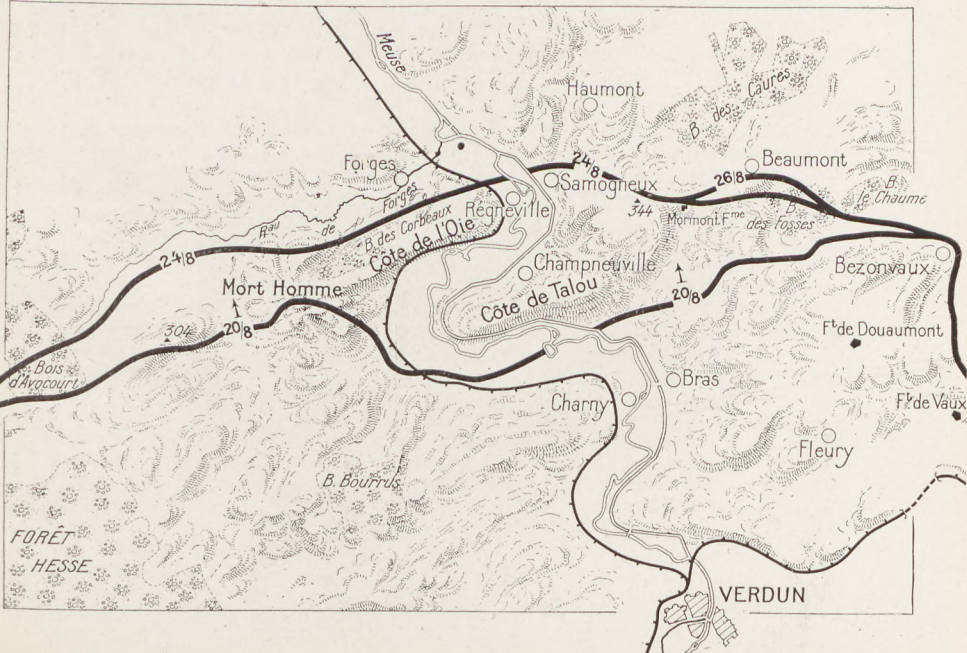 Meuse
Haumont
B. des Caures
Forges
24/8
Samogneux
26/8
Beaumont
B.
le Chaume
Rau de Forges
Regnéville
344
Mormont. Fme
B.
des Fosses
B. des Corbeaux
Côte de l'Oie
24/8
Champneuville
Bezonvaux
Mort Homme
Côte de Talou
20/8
304
20/8
Ft de Douaumont
Bois
d'Avocourt
Bras
Charny
Ft de Vaux
Fleury
B. Bourrus
FORÊT
HESSE
VERDUN